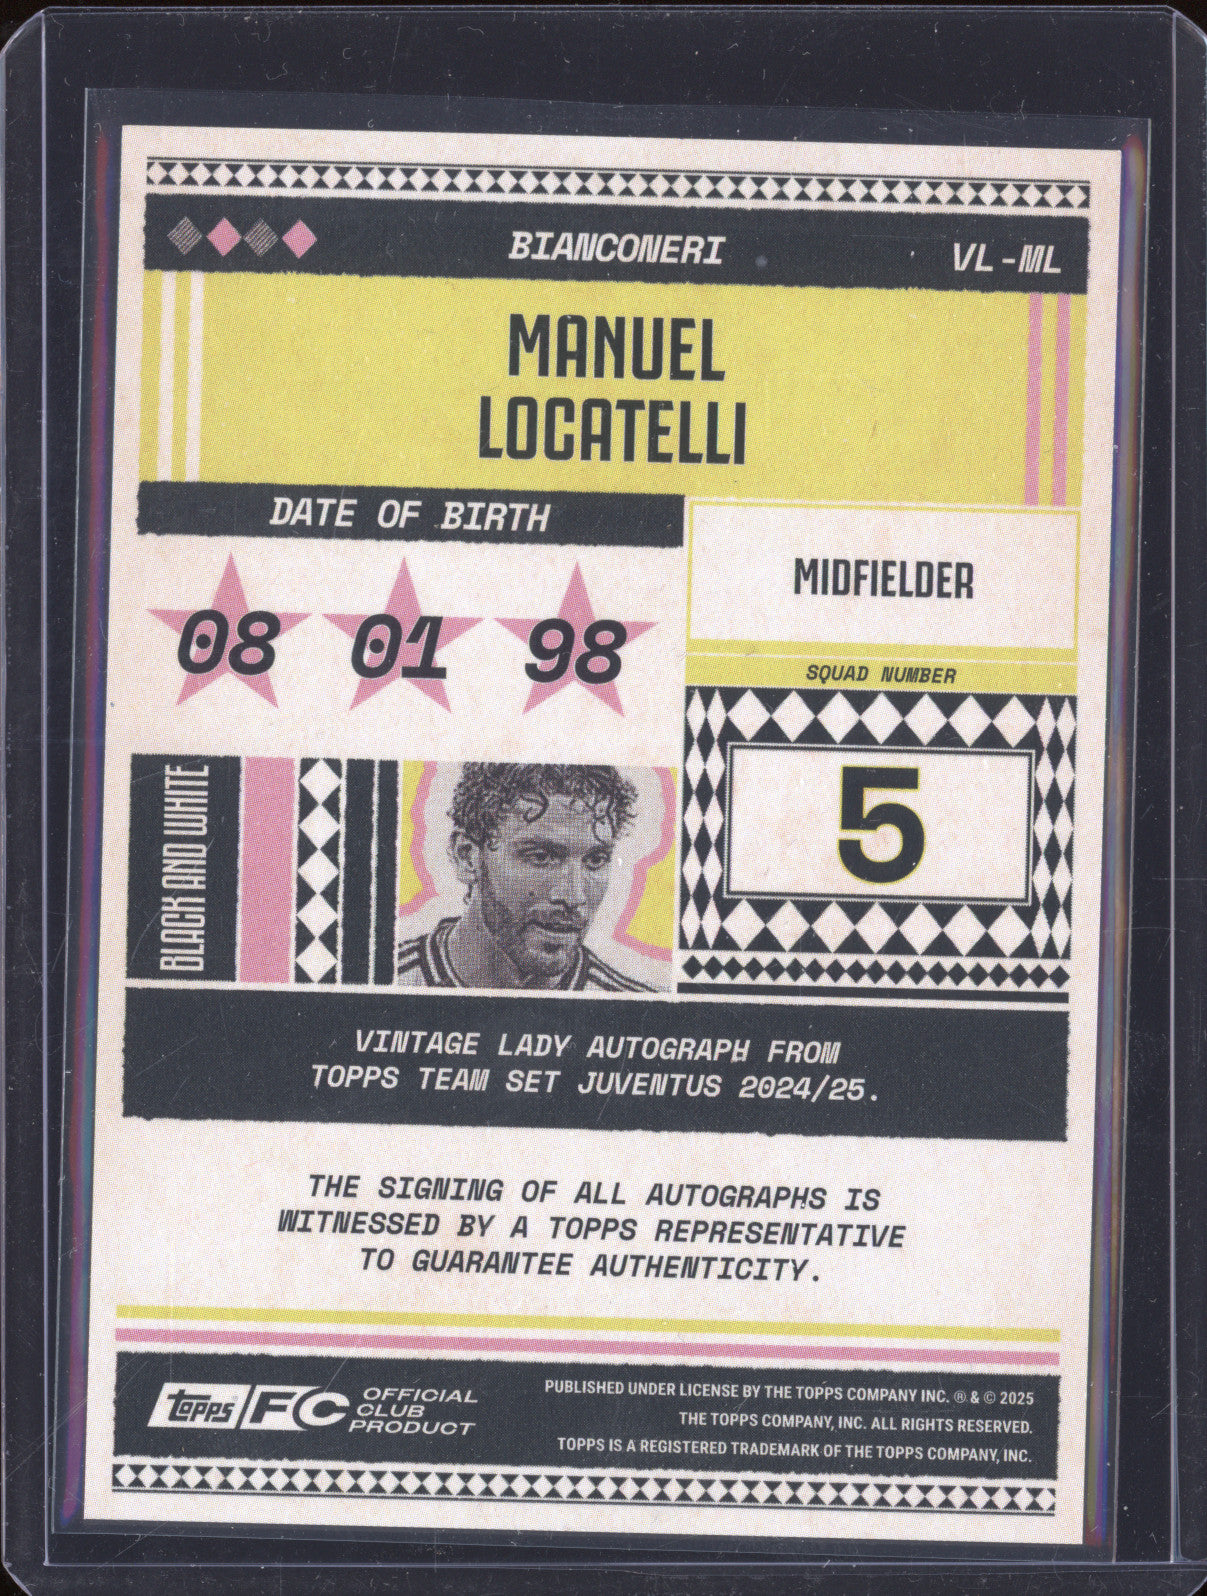 BIANCONERI
VL-ML
MANUEL
LOCATELLI
DATE OF BIRTH
08 01 98
MIDFIELDER
SQUAD NUMBER
5
BLACK AND WHITE
VINTAGE LADY AUTOGRAPH FROM
TOPPS TEAM SET JUVENTUS 2024/25.
THE SIGNING OF ALL AUTOGRAPHS IS
WITNESSED BY A TOPPS REPRESENTATIVE
TO GUARANTEE AUTHENTICITY.
topps FC
OFFICIAL
CLUB
PRODUCT
PUBLISHED UNDER LICENSE BY THE TOPPS COMPANY INC. ® & © 2025
THE TOPPS COMPANY, INC. ALL RIGHTS RESERVED.
TOPPS IS A REGISTERED TRADEMARK OF THE TOPPS COMPANY, INC.